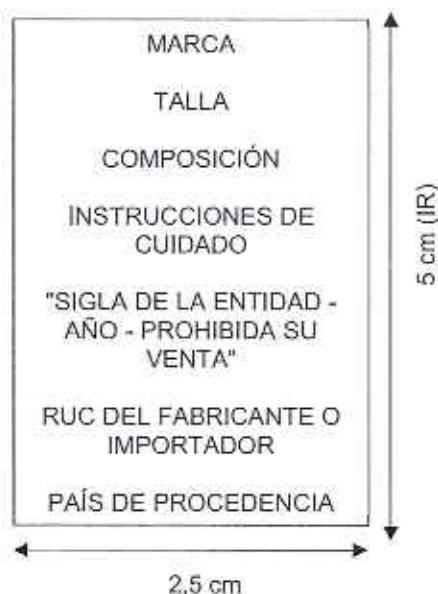 MARCA
TALLA
COMPOSICIÓN
INSTRUCCIONES DE
CUIDADO
"SIGLA DE LA ENTIDAD -
AÑO - PROHIBIDA SU
VENTA"
RUC DEL FABRICANTE O
IMPORTADOR
PAÍS DE PROCEDENCIA
5 cm (IR)
2,5 cm